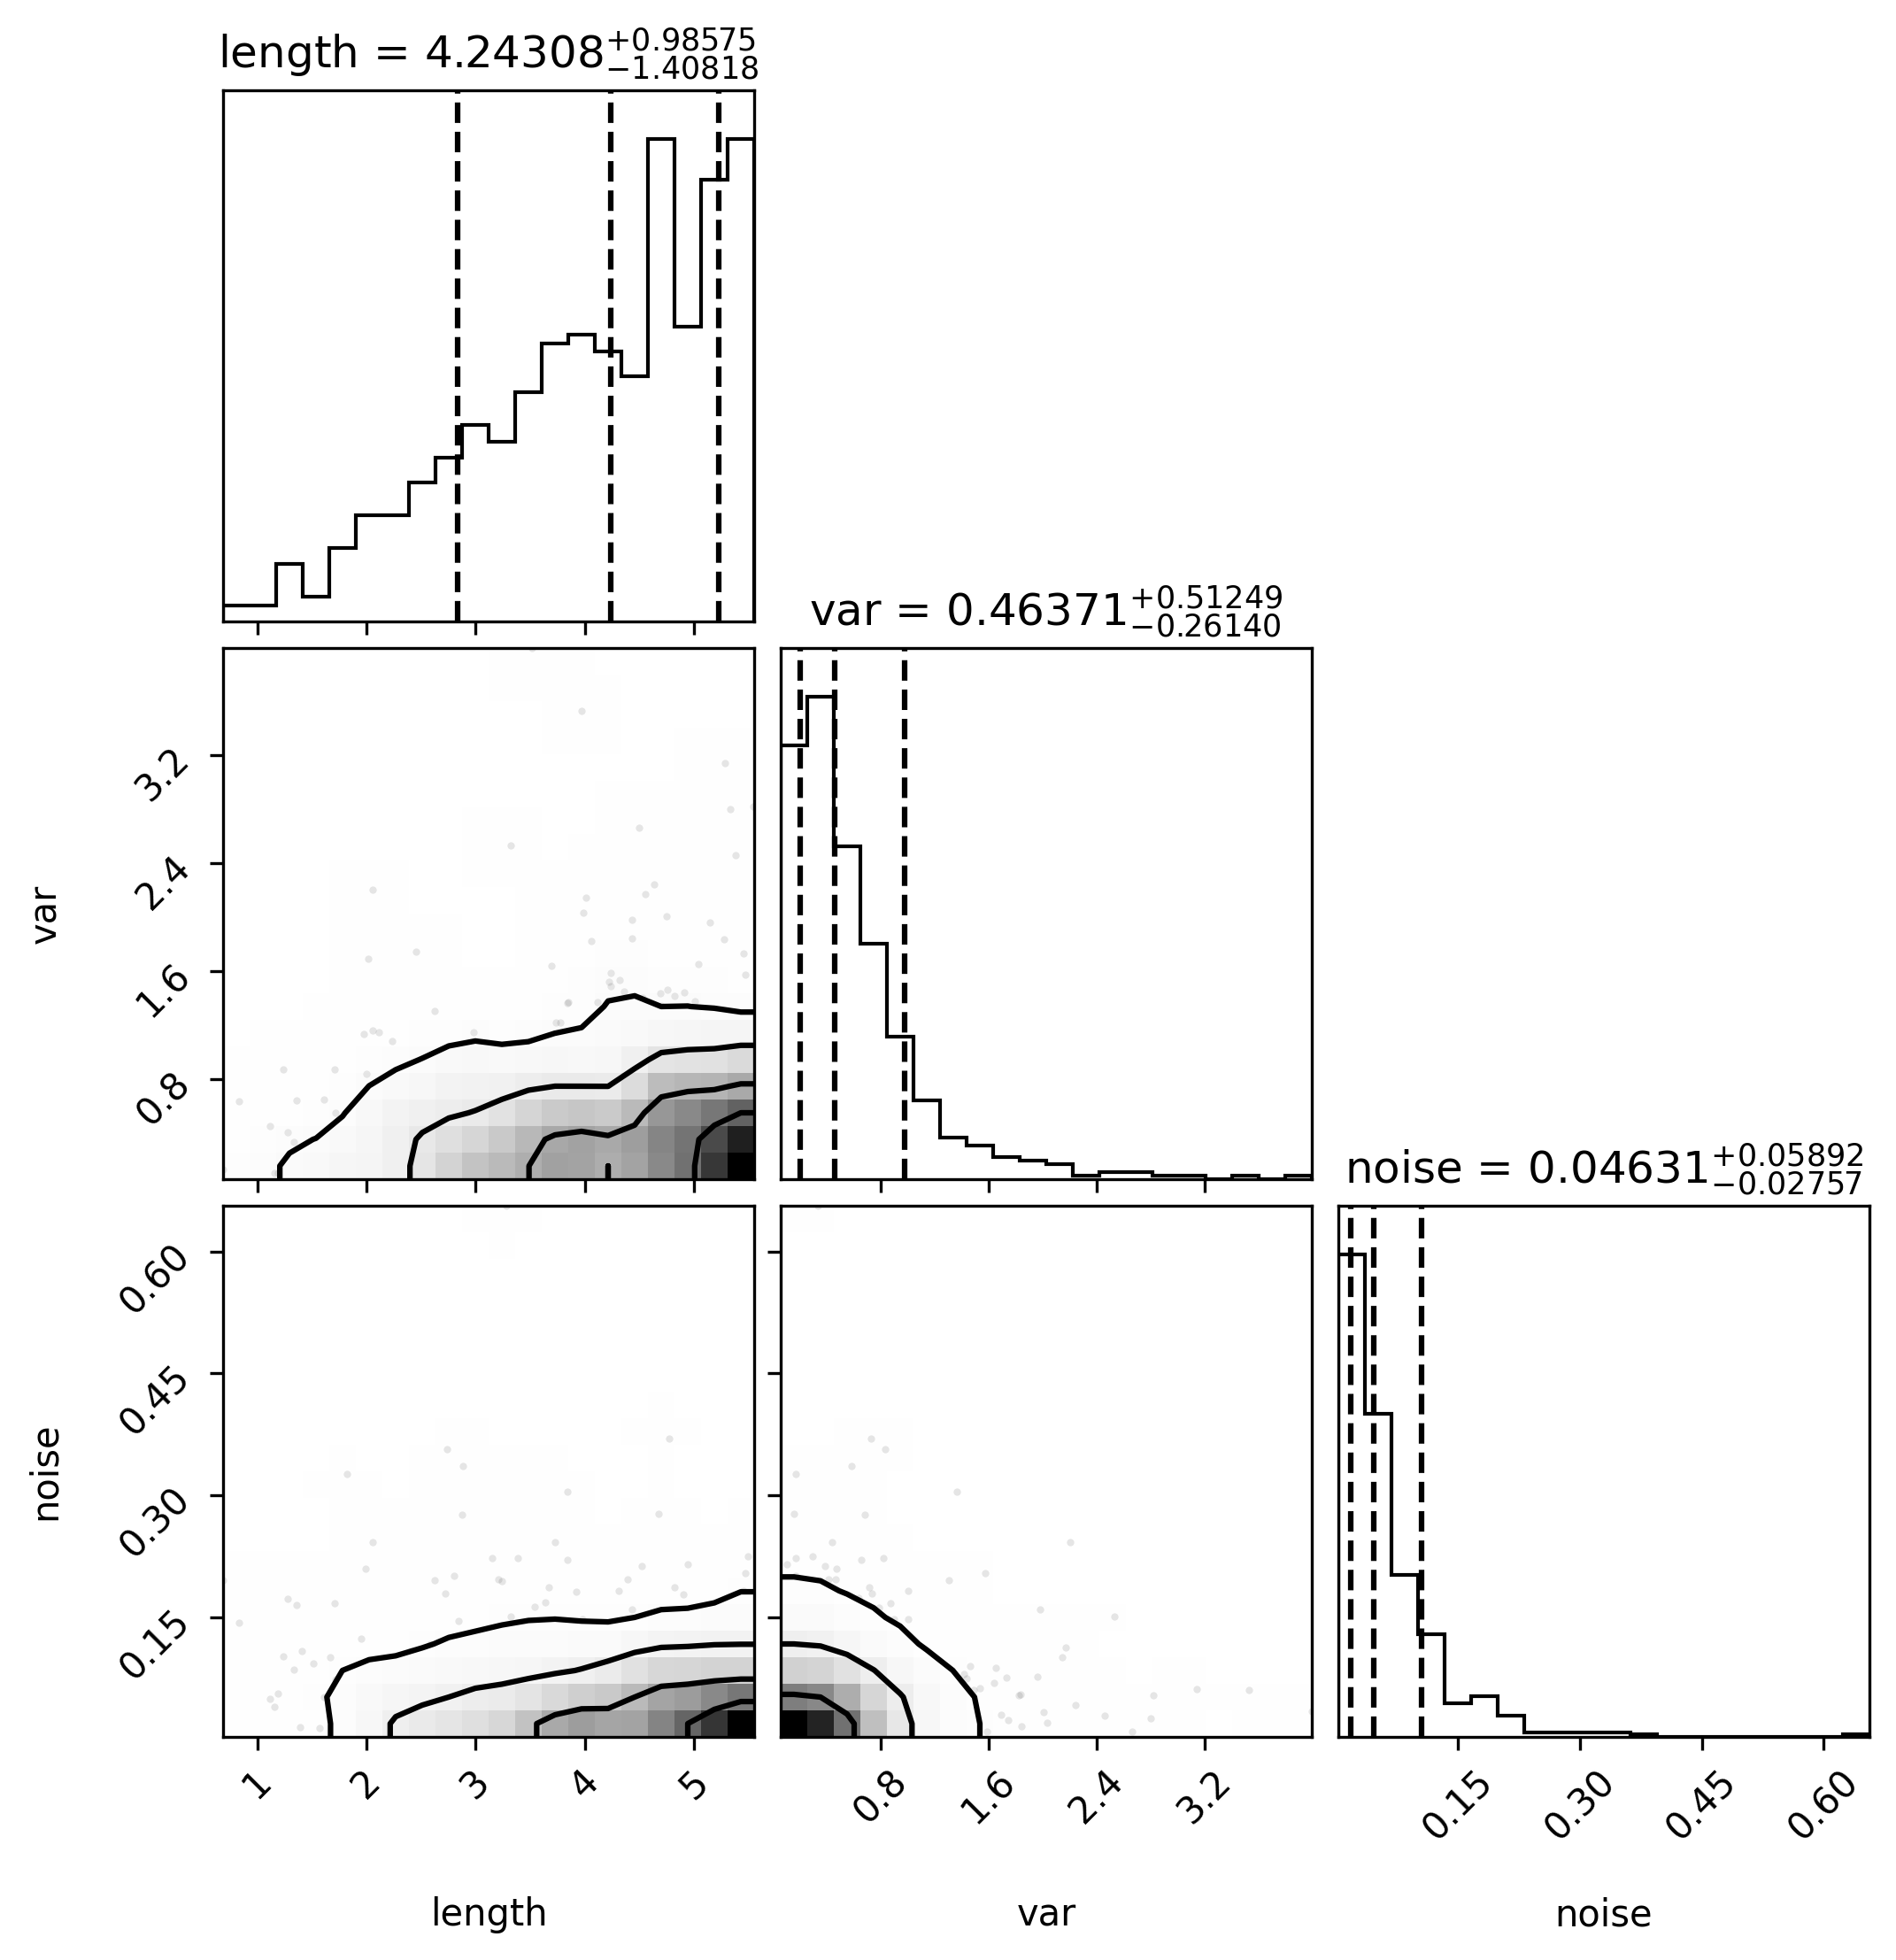 length = 4.24308 +0.98575 −1.40818
var = 0.46371 +0.51249 −0.26140
3.2
2.4
1.6
0.8
var
noise = 0.04631 +0.05892 −0.02757
0.60
0.45
0.30
0.15
noise
1 2 3 4 5 0.8 1.6 2.4 3.2 0.15 0.30 0.45 0.60
length var noise